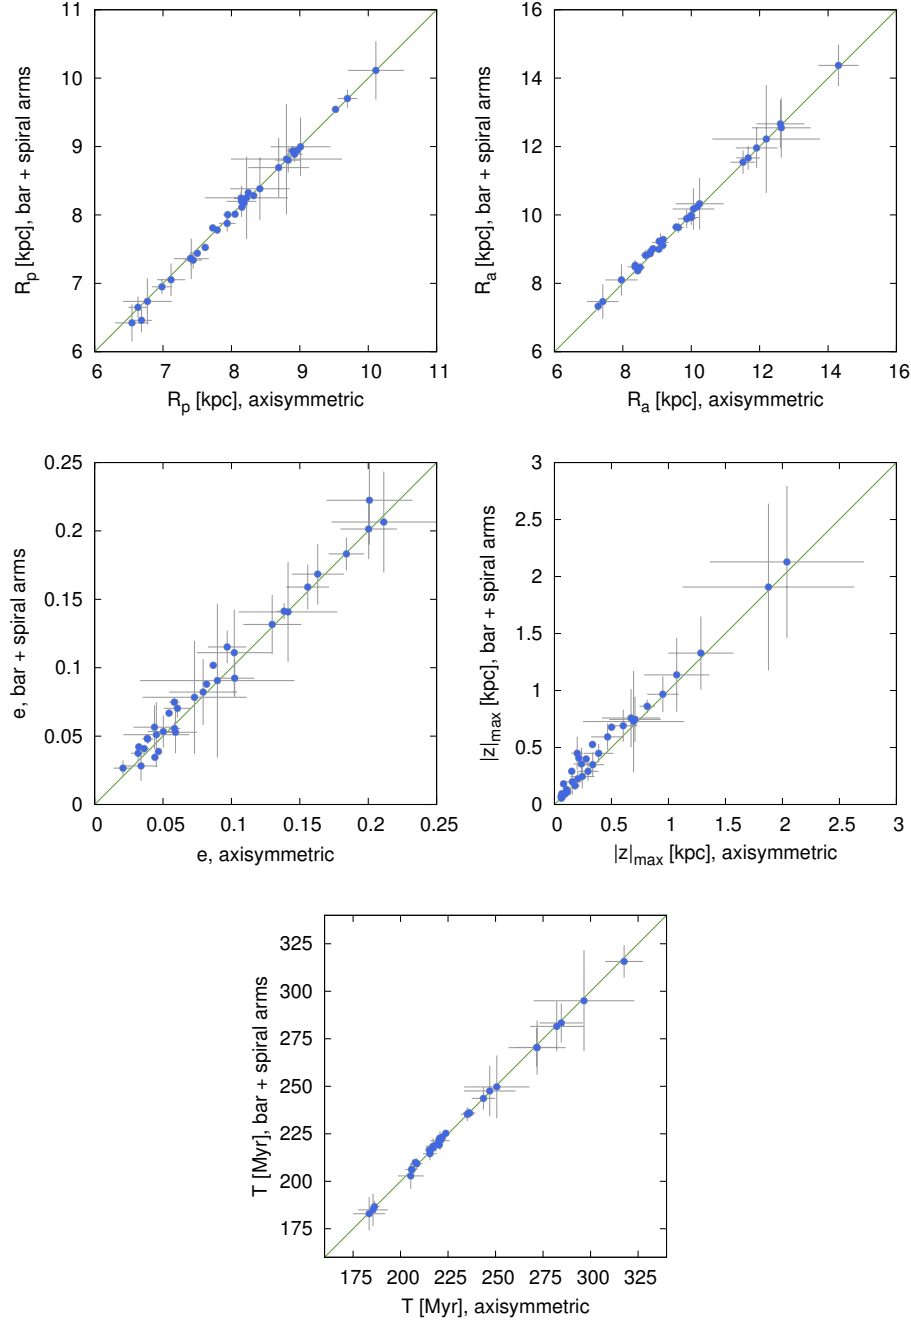 11
10
9
8
7
6
6 7 8 9 10 11
R_p [kpc], bar + spiral arms
R_p [kpc], axisymmetric
16
14
12
10
8
6
6 8 10 12 14 16
R_a [kpc], bar + spiral arms
R_a [kpc], axisymmetric
0.25
0.2
0.15
0.1
0.05
0
0 0.05 0.1 0.15 0.2 0.25
e, bar + spiral arms
e, axisymmetric
3
2.5
2
1.5
1
0.5
0
0 0.5 1 1.5 2 2.5 3
|z|_max [kpc], bar + spiral arms
|z|_max [kpc], axisymmetric
325
300
275
250
225
200
175
175 200 225 250 275 300 325
T [Myr], bar + spiral arms
T [Myr], axisymmetric